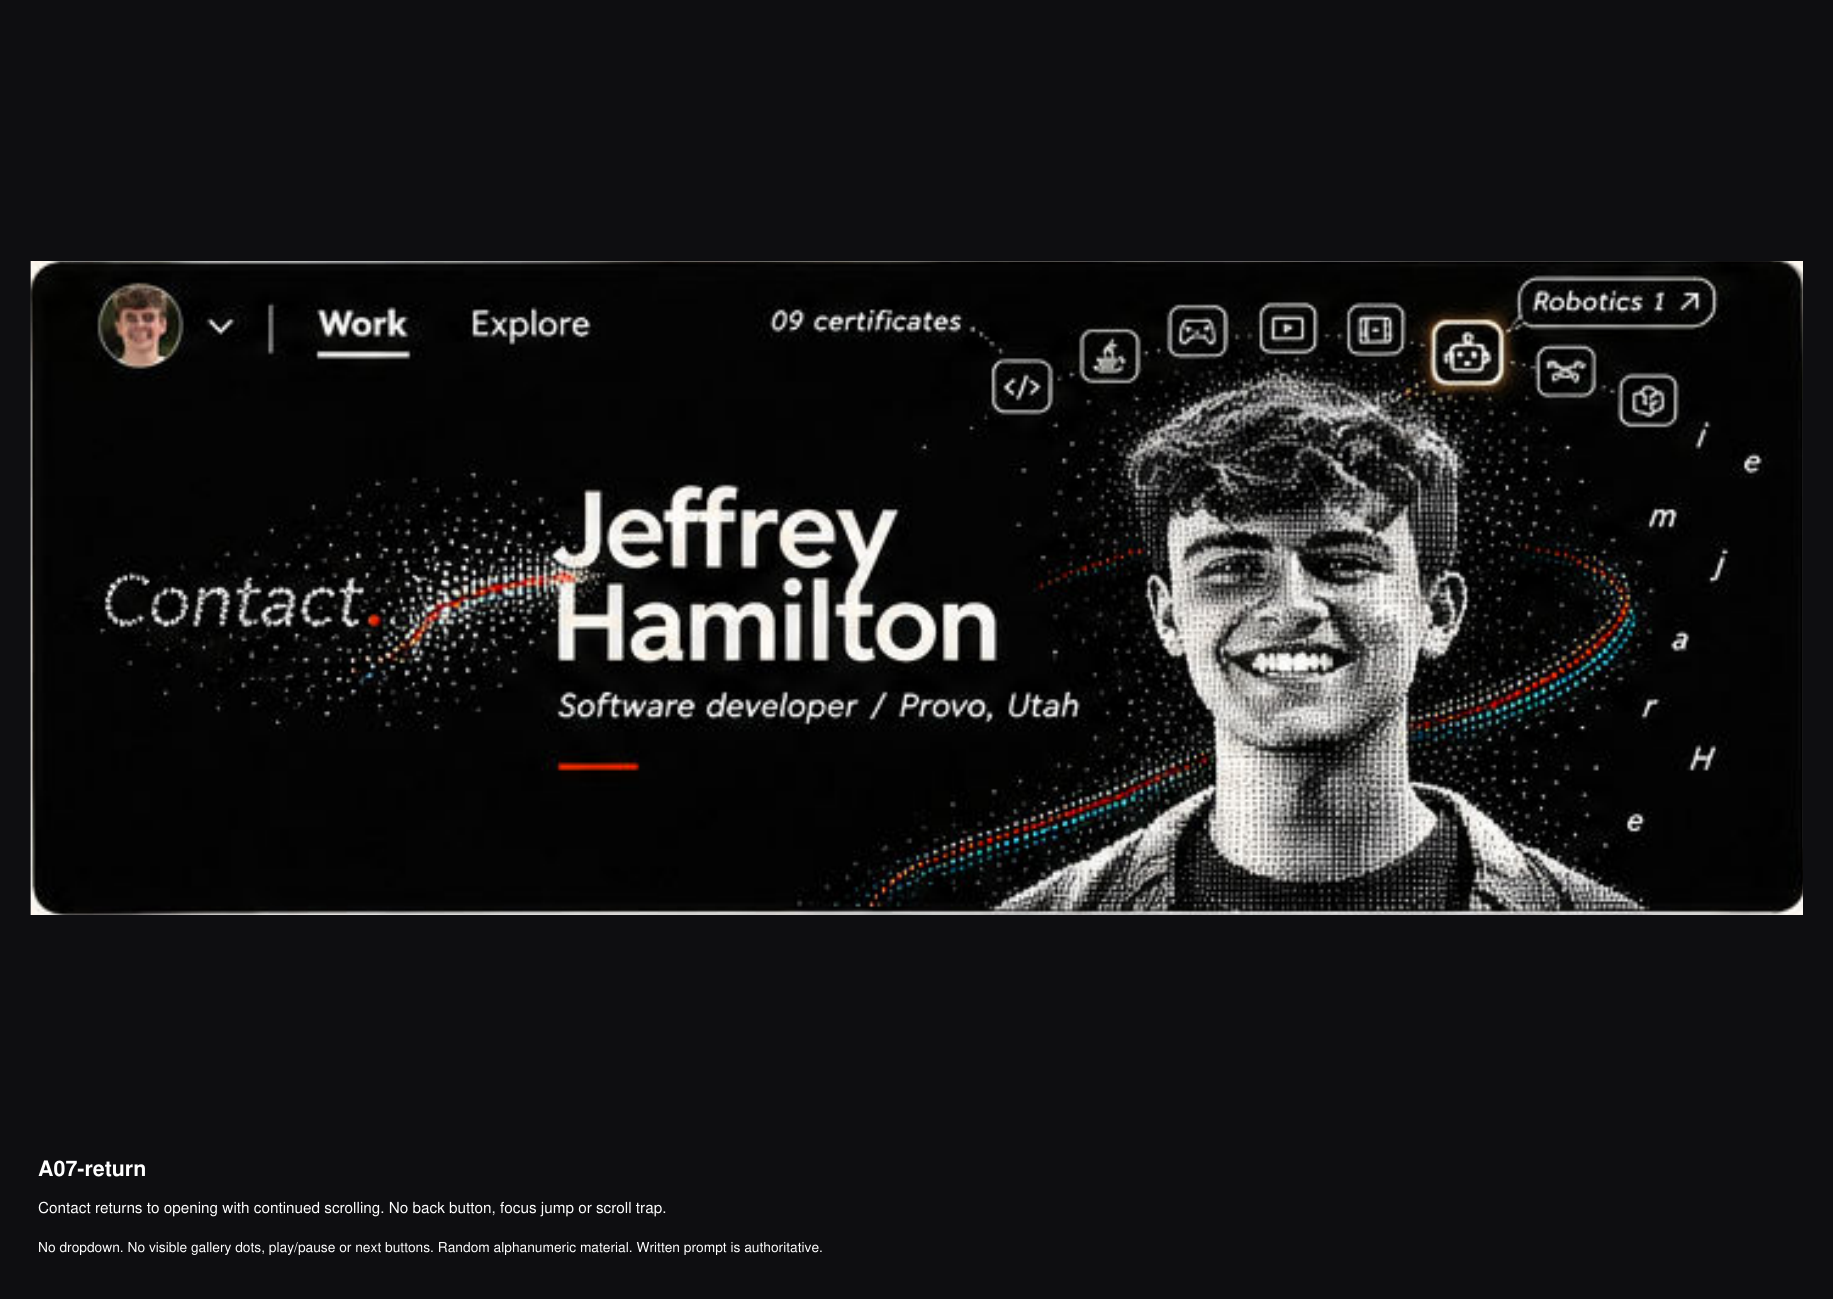 Work
Explore
09 certificates
Robotics 1
</>
i
e
m
j
a
r
H
e
Contact.
Jeffrey
Hamilton
Software developer / Provo, Utah
A07-return
Contact returns to opening with continued scrolling. No back button, focus jump or scroll trap.
No dropdown. No visible gallery dots, play/pause or next buttons. Random alphanumeric material. Written prompt is authoritative.